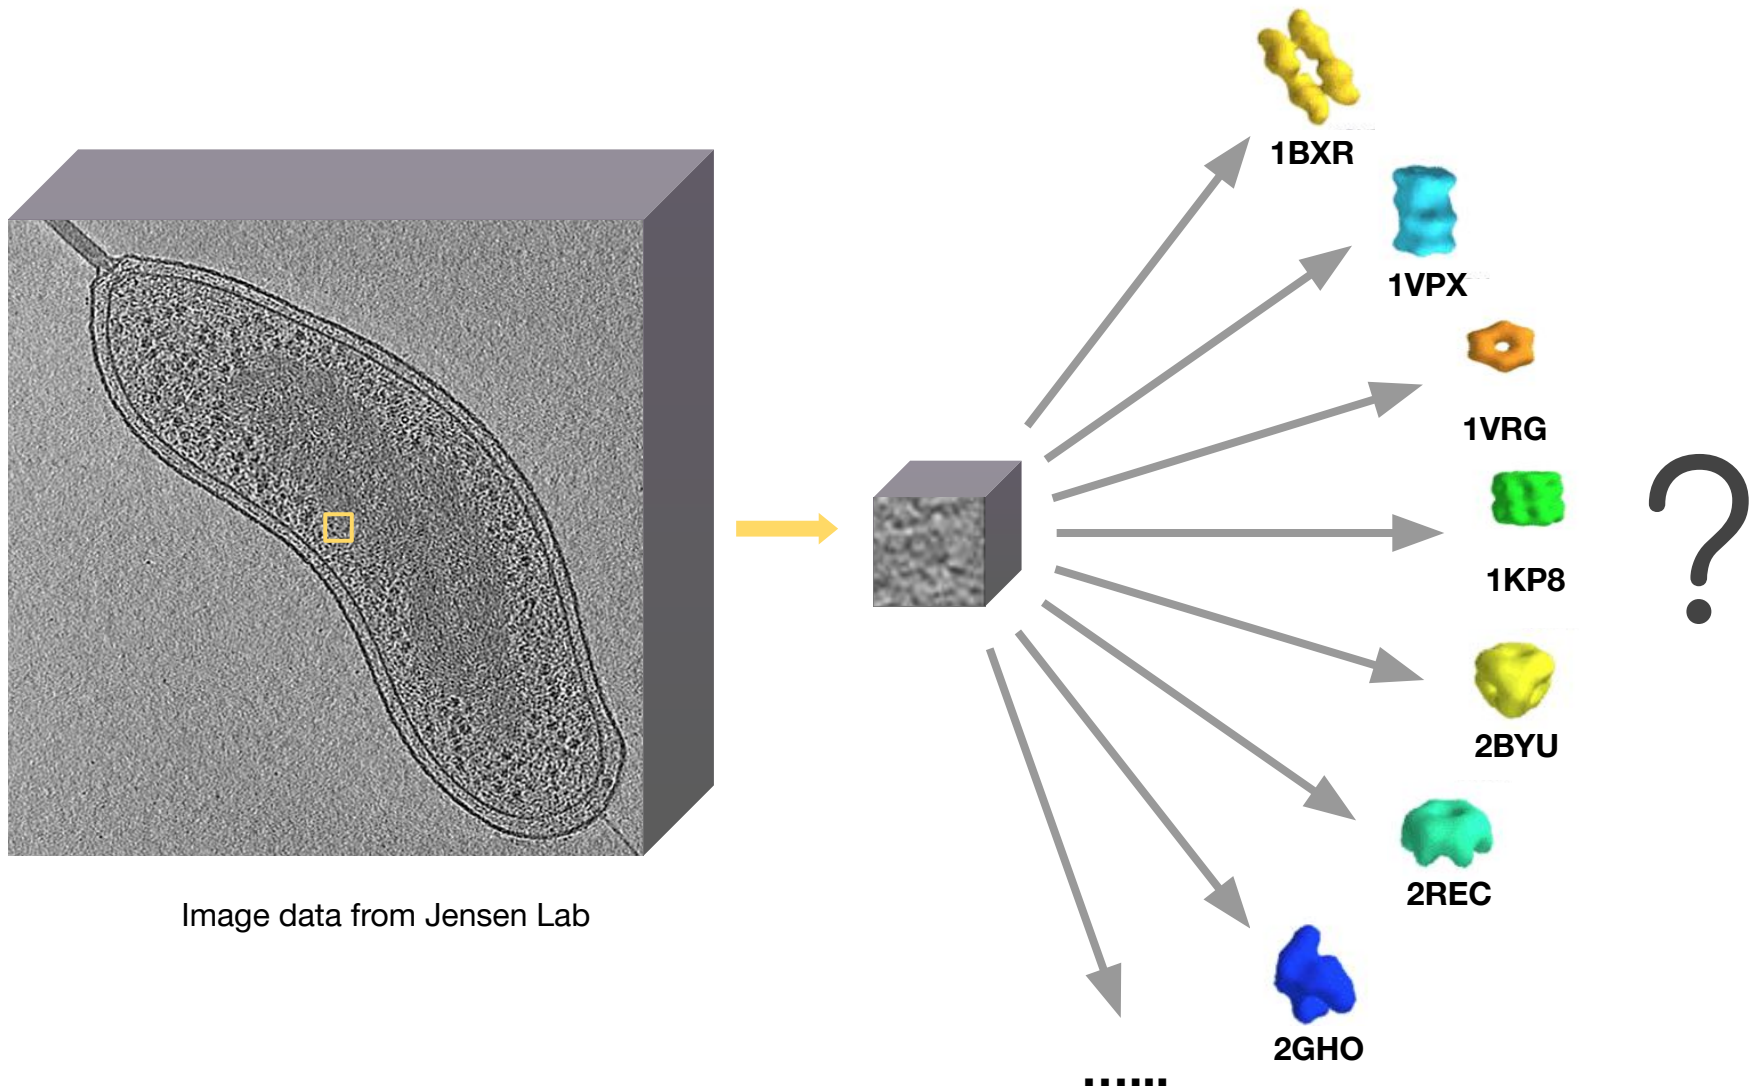 1BXR
1VPX
1VRG
1KP8
?
2BYU
2REC
Image data from Jensen Lab
2GHO
......